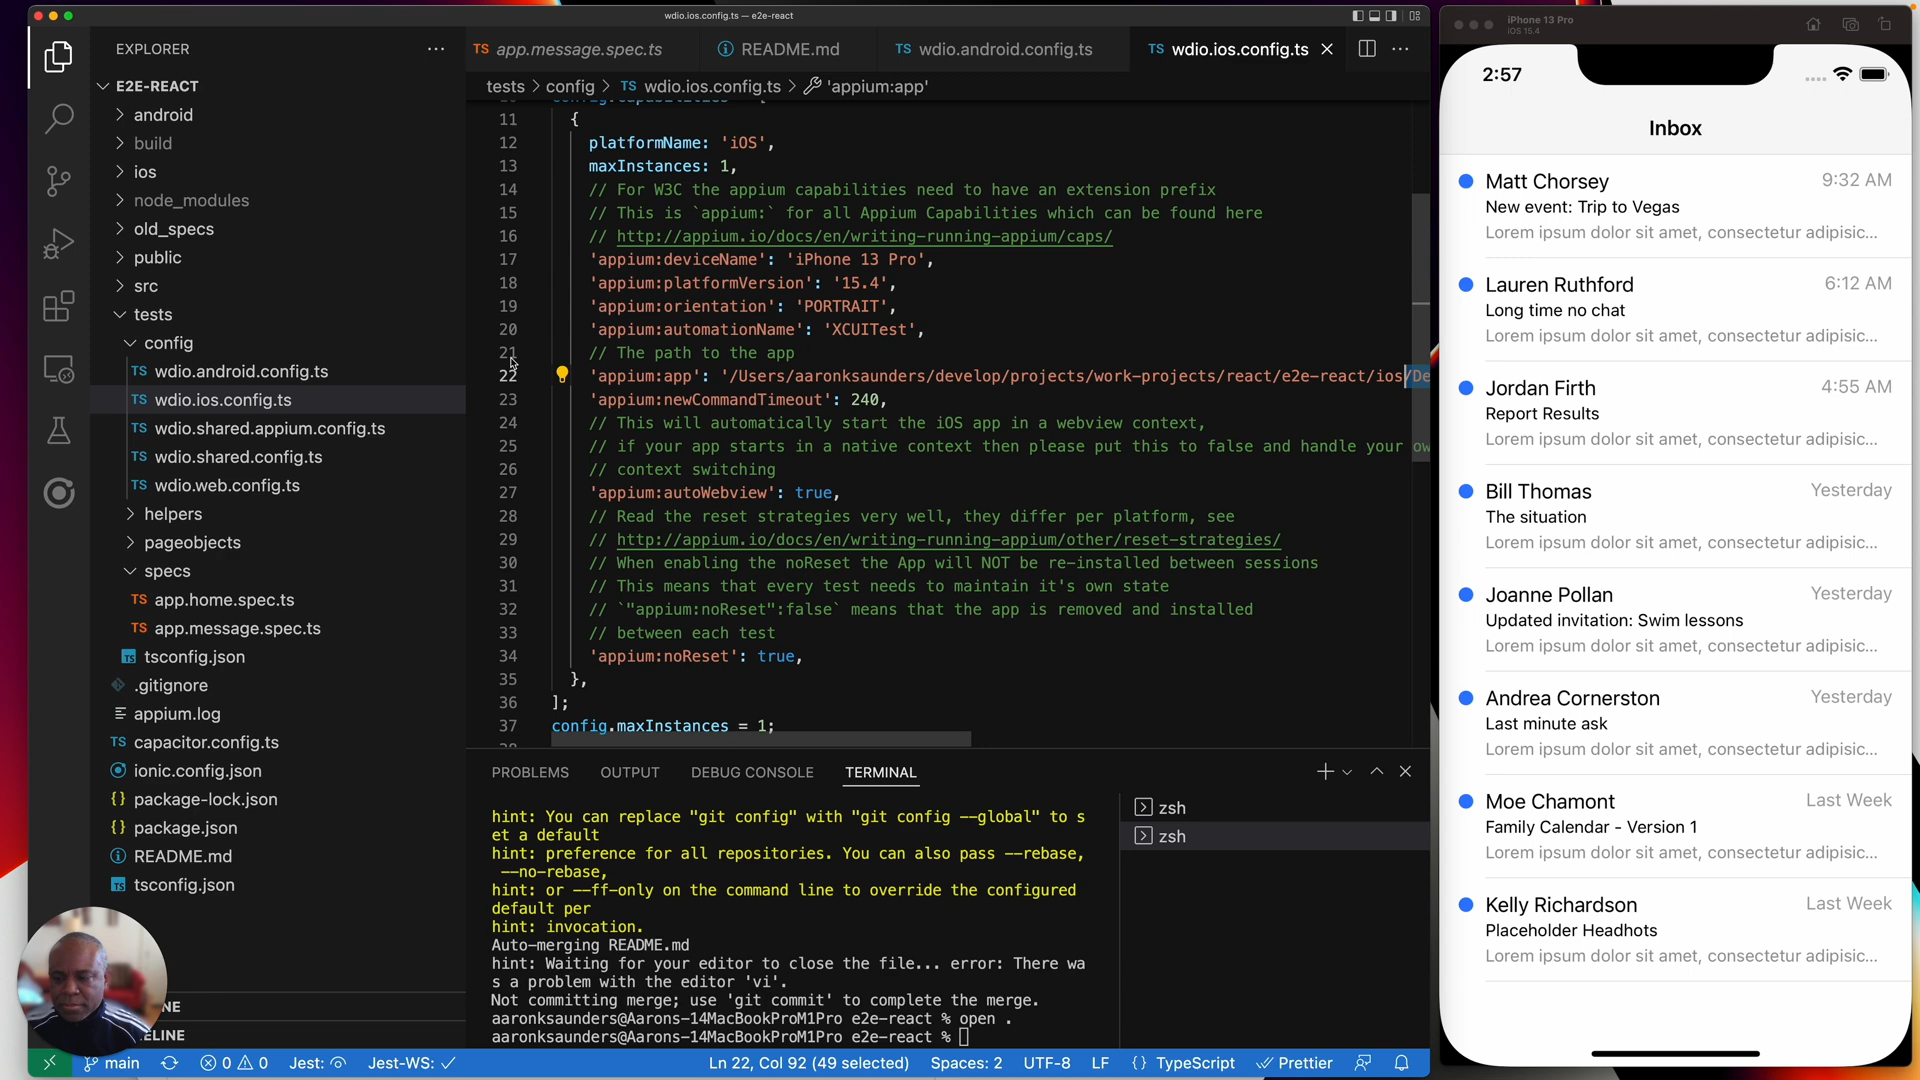 wdio.ios.config.ts — e2e-react
EXPLORER
E2E-REACT
android
build
ios
node_modules
old_specs
public
src
tests
config
TS wdio.android.config.ts
TS wdio.ios.config.ts
TS wdio.shared.appium.config.ts
TS wdio.shared.config.ts
TS wdio.web.config.ts
helpers
pageobjects
specs
TS app.home.spec.ts
TS app.message.spec.ts
TS tsconfig.json
.gitignore
appium.log
TS capacitor.config.ts
ionic.config.json
{} package-lock.json
{} package.json
README.md
TS tsconfig.json
NE
ELINE
TS app.message.spec.ts
README.md
TS wdio.android.config.ts
TS wdio.ios.config.ts
tests > config > TS wdio.ios.config.ts > 'appium:app'
11 {
12 platformName: 'iOS',
13 maxInstances: 1,
14 // For W3C the appium capabilities need to have an extension prefix
15 // This is `appium:` for all Appium Capabilities which can be found here
16 // http://appium.io/docs/en/writing-running-appium/caps/
17 'appium:deviceName': 'iPhone 13 Pro',
18 'appium:platformVersion': '15.4',
19 'appium:orientation': 'PORTRAIT',
20 'appium:automationName': 'XCUITest',
21 // The path to the app
22 'appium:app': '/Users/aaronksaunders/develop/projects/work-projects/react/e2e-react/ios/De
23 'appium:newCommandTimeout': 240,
24 // This will automatically start the iOS app in a webview context,
25 // if your app starts in a native context then please put this to false and handle your ow
26 // context switching
27 'appium:autoWebview': true,
28 // Read the reset strategies very well, they differ per platform, see
29 // http://appium.io/docs/en/writing-running-appium/other/reset-strategies/
30 // When enabling the noReset the App will NOT be re-installed between sessions
31 // This means that every test needs to maintain it's own state
32 // `"appium:noReset":false` means that the app is removed and installed
33 // between each test
34 'appium:noReset': true,
35 },
36 ];
37 config.maxInstances = 1;
PROBLEMS OUTPUT DEBUG CONSOLE TERMINAL
hint: You can replace "git config" with "git config --global" to s
et a default
hint: preference for all repositories. You can also pass --rebase,
--no-rebase,
hint: or --ff-only on the command line to override the configured
default per
hint: invocation.
Auto-merging README.md
hint: Waiting for your editor to close the file... error: There wa
s a problem with the editor 'vi'.
Not committing merge; use 'git commit' to complete the merge.
aaronksaunders@Aarons-14MacBookProM1Pro e2e-react % open .
aaronksaunders@Aarons-14MacBookProM1Pro e2e-react %
zsh
zsh
main 0 0 Jest: Jest-WS: Ln 22, Col 92 (49 selected) Spaces: 2 UTF-8 LF {} TypeScript Prettier
iPhone 13 Pro
iOS 15.4
2:57
Inbox
Matt Chorsey 9:32 AM
New event: Trip to Vegas
Lorem ipsum dolor sit amet, consectetur adipisic...
Lauren Ruthford 6:12 AM
Long time no chat
Lorem ipsum dolor sit amet, consectetur adipisic...
Jordan Firth 4:55 AM
Report Results
Lorem ipsum dolor sit amet, consectetur adipisic...
Bill Thomas Yesterday
The situation
Lorem ipsum dolor sit amet, consectetur adipisic...
Joanne Pollan Yesterday
Updated invitation: Swim lessons
Lorem ipsum dolor sit amet, consectetur adipisic...
Andrea Cornerston Yesterday
Last minute ask
Lorem ipsum dolor sit amet, consectetur adipisic...
Moe Chamont Last Week
Family Calendar - Version 1
Lorem ipsum dolor sit amet, consectetur adipisic...
Kelly Richardson Last Week
Placeholder Headhots
Lorem ipsum dolor sit amet, consectetur adipisic...